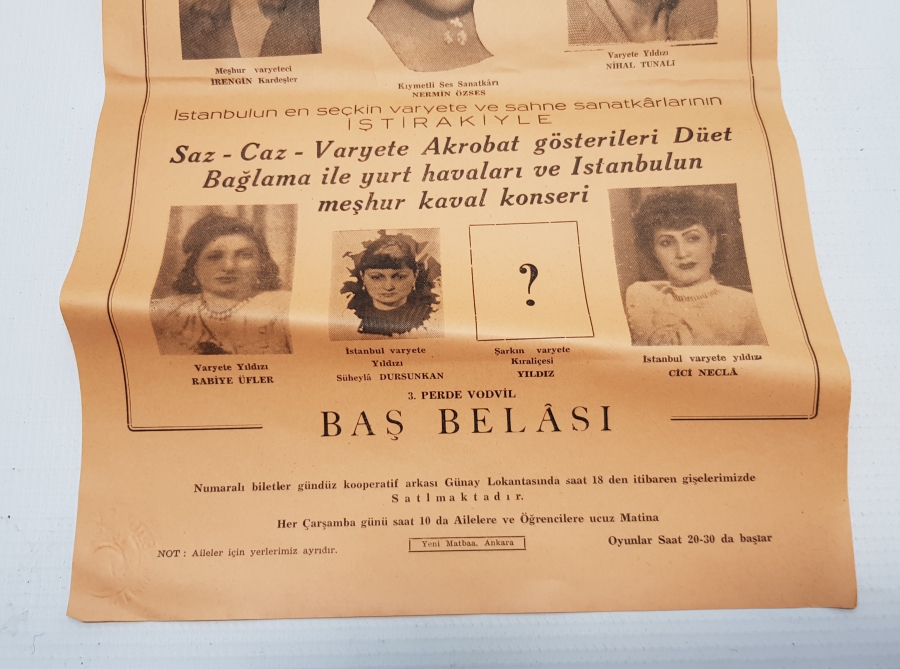 Meşhur varyeteci
İRENGİN Kardeşler
Kıymetli Ses Sanatkârı
NERMİN ÖZSES
Varyete Yıldızı
NİHAL TUNALI
İstanbulun en seçkin varyete ve sahne sanatkârlarının
İŞTİRAKİYLE
Saz - Caz - Varyete Akrobat gösterileri Düet
Bağlama ile yurt havaları ve Istanbulun
meşhur kaval konseri
?
Varyete Yıldızı
RABİYE ÜFLER
İstanbul varyete
Yıldızı
Süheylâ DURSUNKAN
Şarkın varyete
Kıraliçesi
YILDIZ
Istanbul varyete yıldızı
CİCİ NECLÂ
3. PERDE VODVİL
BAŞ BELÂSI
Numaralı biletler gündüz kooperatif arkası Günay Lokantasında saat 18 den itibaren gişelerimizde
Satlmaktadır.
Her Çarşamba günü saat 10 da Ailelere ve Öğrencilere ucuz Matina
NOT : Aileler için yerlerimiz ayrıdır.
Yeni Matbaa, Ankara
Oyunlar Saat 20-30 da başlar